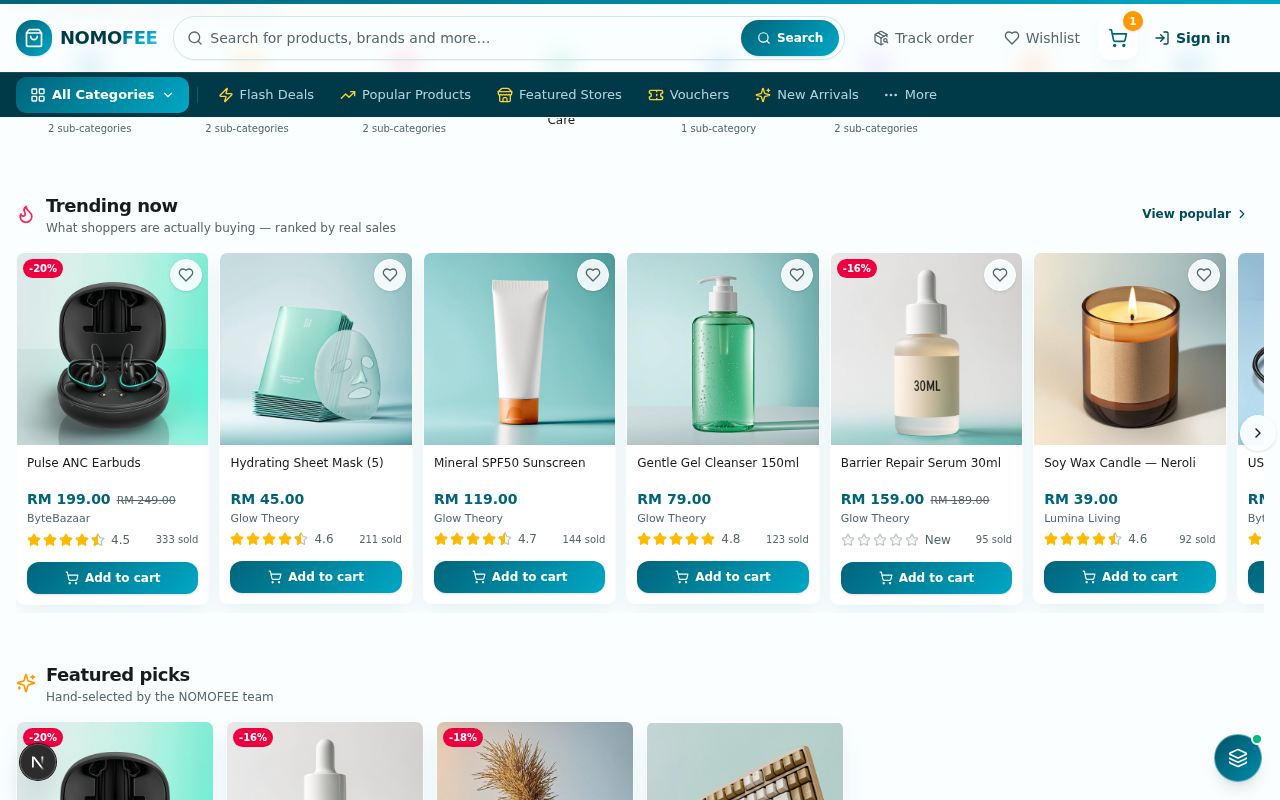 NOMOFEE
Search for products, brands and more…
Search
Track order
Wishlist
1
Sign in
All Categories
Flash Deals
Popular Products
Featured Stores
Vouchers
New Arrivals
More
2 sub-categories
2 sub-categories
2 sub-categories
Care
1 sub-category
2 sub-categories
Trending now
What shoppers are actually buying — ranked by real sales
View popular
-20%
Pulse ANC Earbuds
RM 199.00 RM 249.00
ByteBazaar
4.5 333 sold
Add to cart
Hydrating Sheet Mask (5)
RM 45.00
Glow Theory
4.6 211 sold
Add to cart
Mineral SPF50 Sunscreen
RM 119.00
Glow Theory
4.7 144 sold
Add to cart
Gentle Gel Cleanser 150ml
RM 79.00
Glow Theory
4.8 123 sold
Add to cart
-16%
30ML
Barrier Repair Serum 30ml
RM 159.00 RM 189.00
Glow Theory
New 95 sold
Add to cart
Soy Wax Candle — Neroli
RM 39.00
Lumina Living
4.6 92 sold
Add to cart
US
Byt
Featured picks
Hand-selected by the NOMOFEE team
-20%
N
-16%
-18%